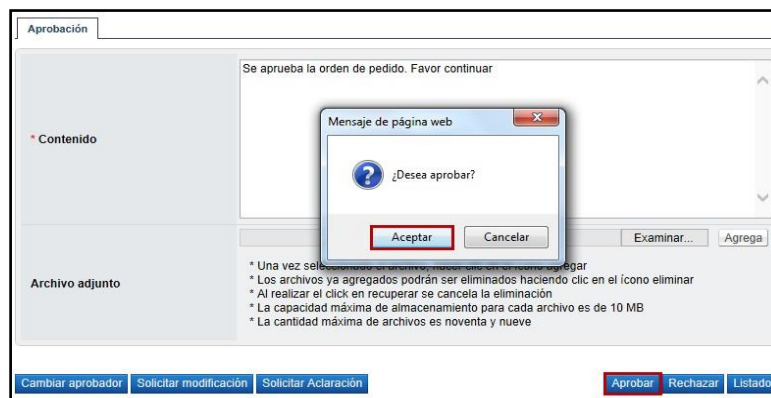 Aprobación
Se aprueba la orden de pedido. Favor continuar
* Contenido
Mensaje de página web
¿Desea aprobar?
Aceptar Cancelar
Examinar... Agrega
Archivo adjunto
* Una vez agregar
* Los archivos ya agregados podrán ser eliminados haciendo clic en el ícono eliminar
* Al realizar el click en recuperar se cancela la eliminación
* La capacidad máxima de almacenamiento para cada archivo es de 10 MB
* La cantidad máxima de archivos es noventa y nueve
Cambiar aprobador Solicitar modificación Solicitar Aclaración Aprobar Rechazar Listado